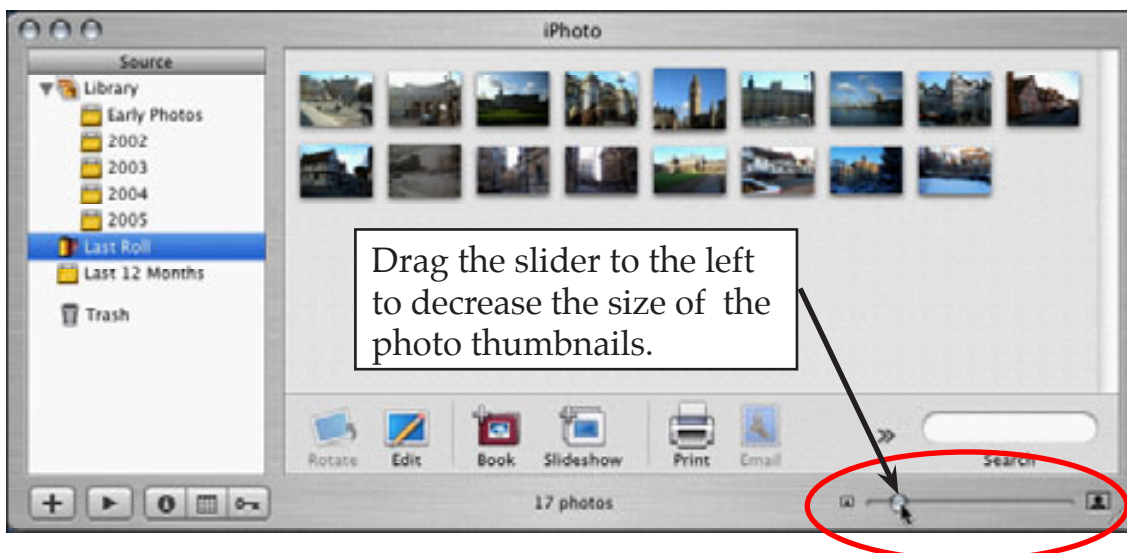 iPhoto
Source
Library
Early Photos
2002
2003
2004
2005
Last Roll
Last 12 Months
Trash
Drag the slider to the left
to decrease the size of the
photo thumbnails.
Rotate
Edit
Book
Slideshow
Print
Email
Search
17 photos